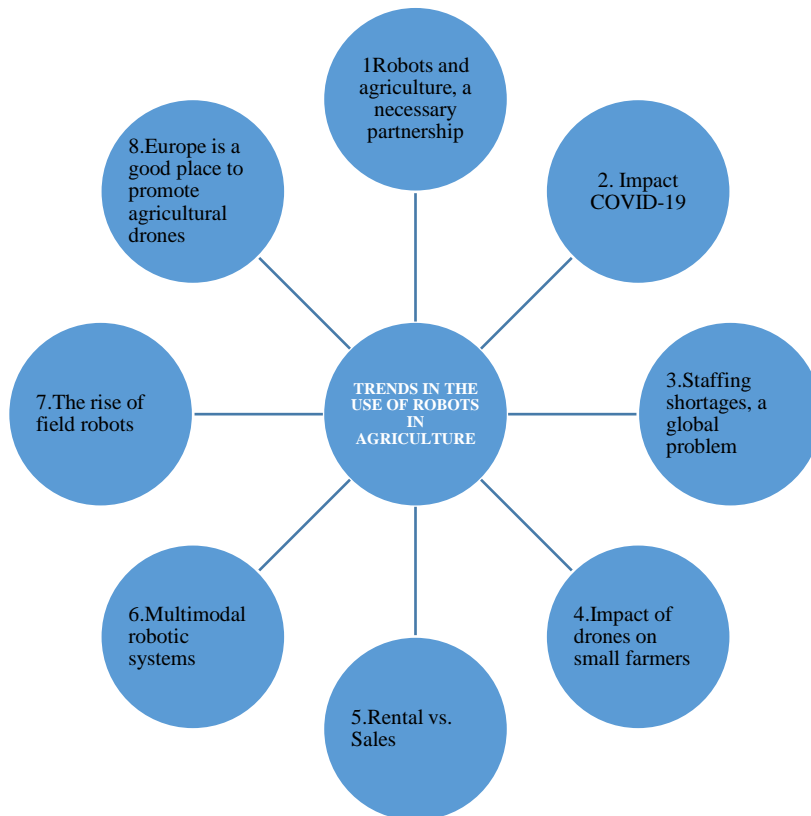 1Robots and
agriculture, a
necessary
partnership
2. Impact
COVID-19
3.Staffing
shortages, a
global
problem
4.Impact of
drones on
small farmers
5.Rental vs.
Sales
6.Multimodal
robotic
systems
7.The rise of
field robots
8.Europe is a
good place to
promote
agricultural
drones
TRENDS IN THE
USE OF ROBOTS
IN
AGRICULTURE